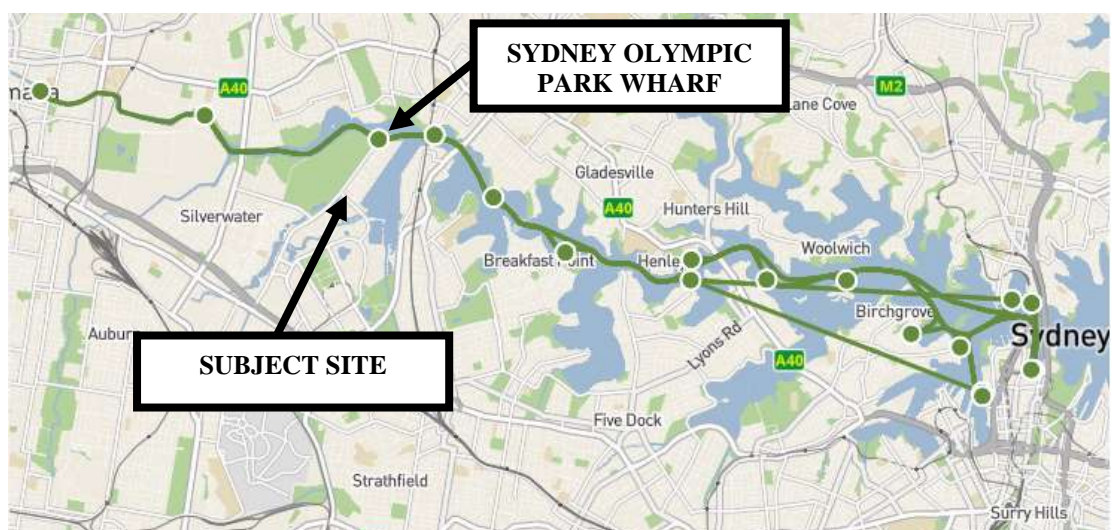 SYDNEY OLYMPIC
PARK WHARF
A40
M2
Lane Cove
Gladesville
A40
Hunters Hill
Silverwater
Woolwich
Breakfast Point
Henley
Birchgrove
Sydney
Lyons Rd
SUBJECT SITE
A40
Five Dock
Strathfield
Surry Hills